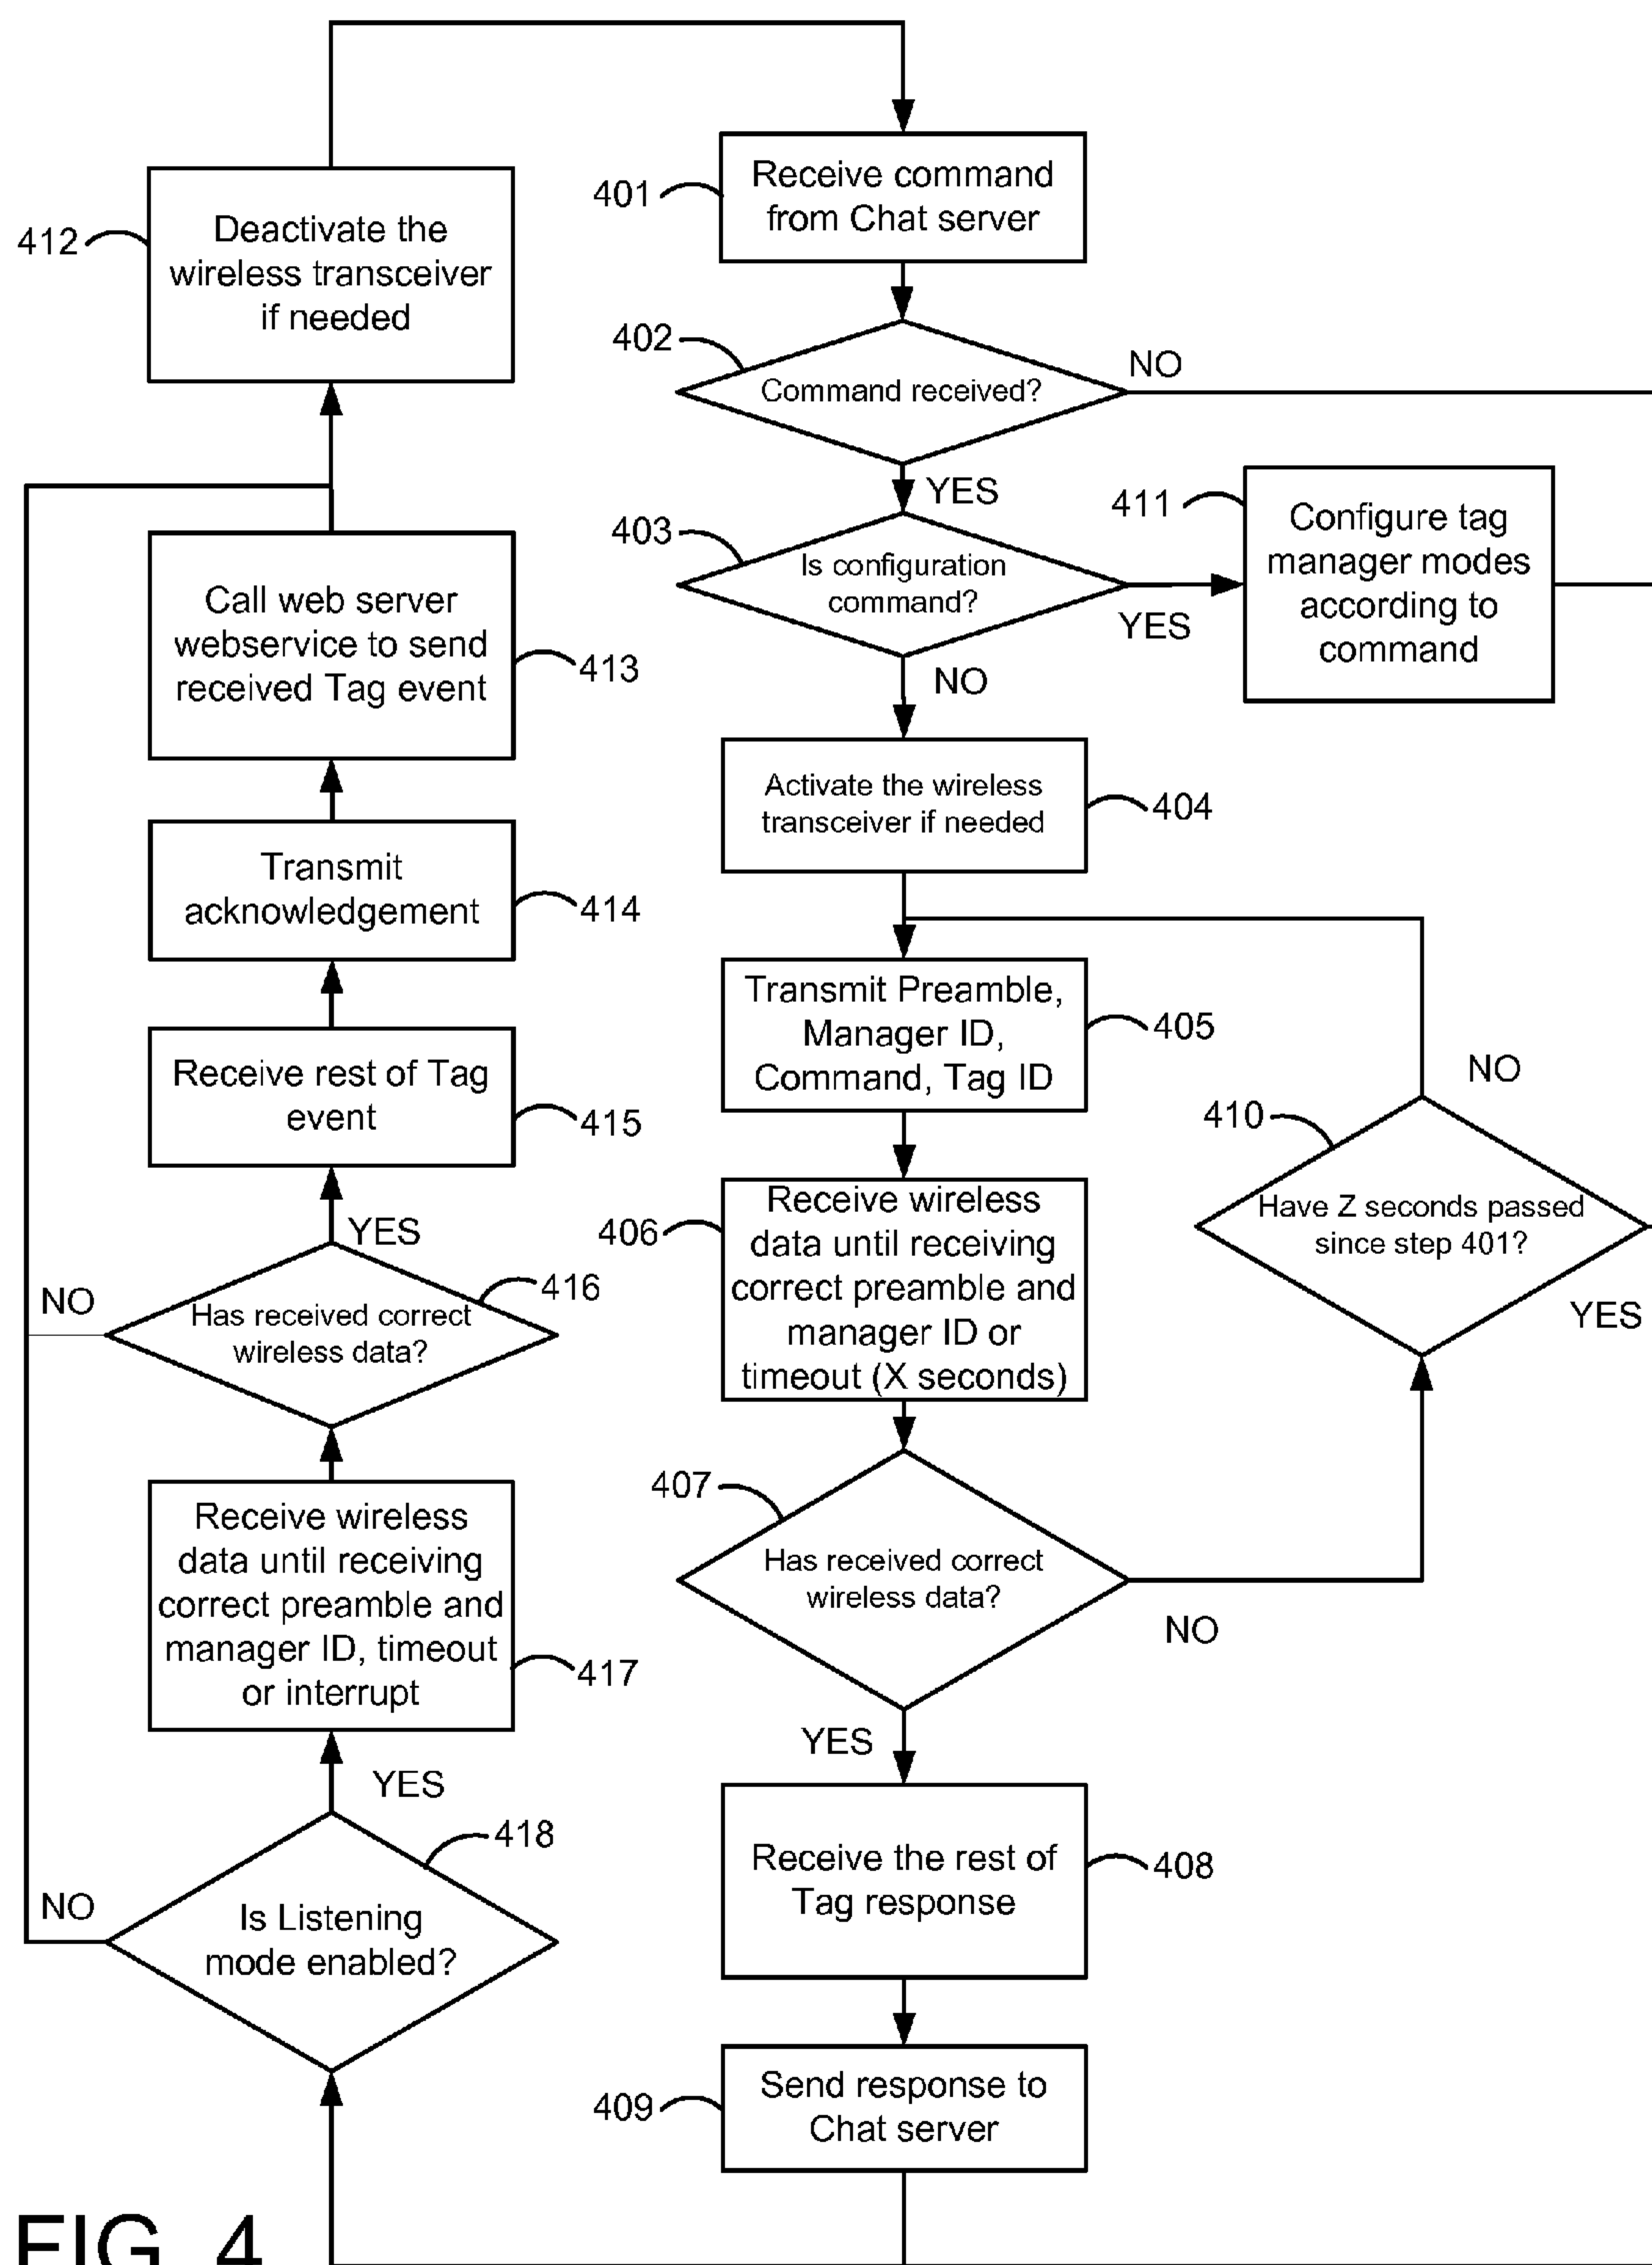 401
Receive command
from Chat server
402
Command received?
NO
YES
403
Is configuration
command?
YES
NO
411
Configure tag
manager modes
according to
command
Activate the wireless
transceiver if needed
404
Transmit Preamble,
Manager ID,
Command, Tag ID
405
406
Receive wireless
data until receiving
correct preamble and
manager ID or
timeout (X seconds)
407
Has received correct
wireless data?
NO
YES
410
Have Z seconds passed
since step 401?
NO
YES
Receive the rest of
Tag response
408
409
Send response to
Chat server
412
Deactivate the
wireless transceiver
if needed
Call web server
webservice to send
received Tag event
413
Transmit
acknowledgement
414
Receive rest of Tag
event
415
YES
NO
Has received correct
wireless data?
416
Receive wireless
data until receiving
correct preamble and
manager ID, timeout
or interrupt
417
YES
418
NO
Is Listening
mode enabled?
FIG. 4